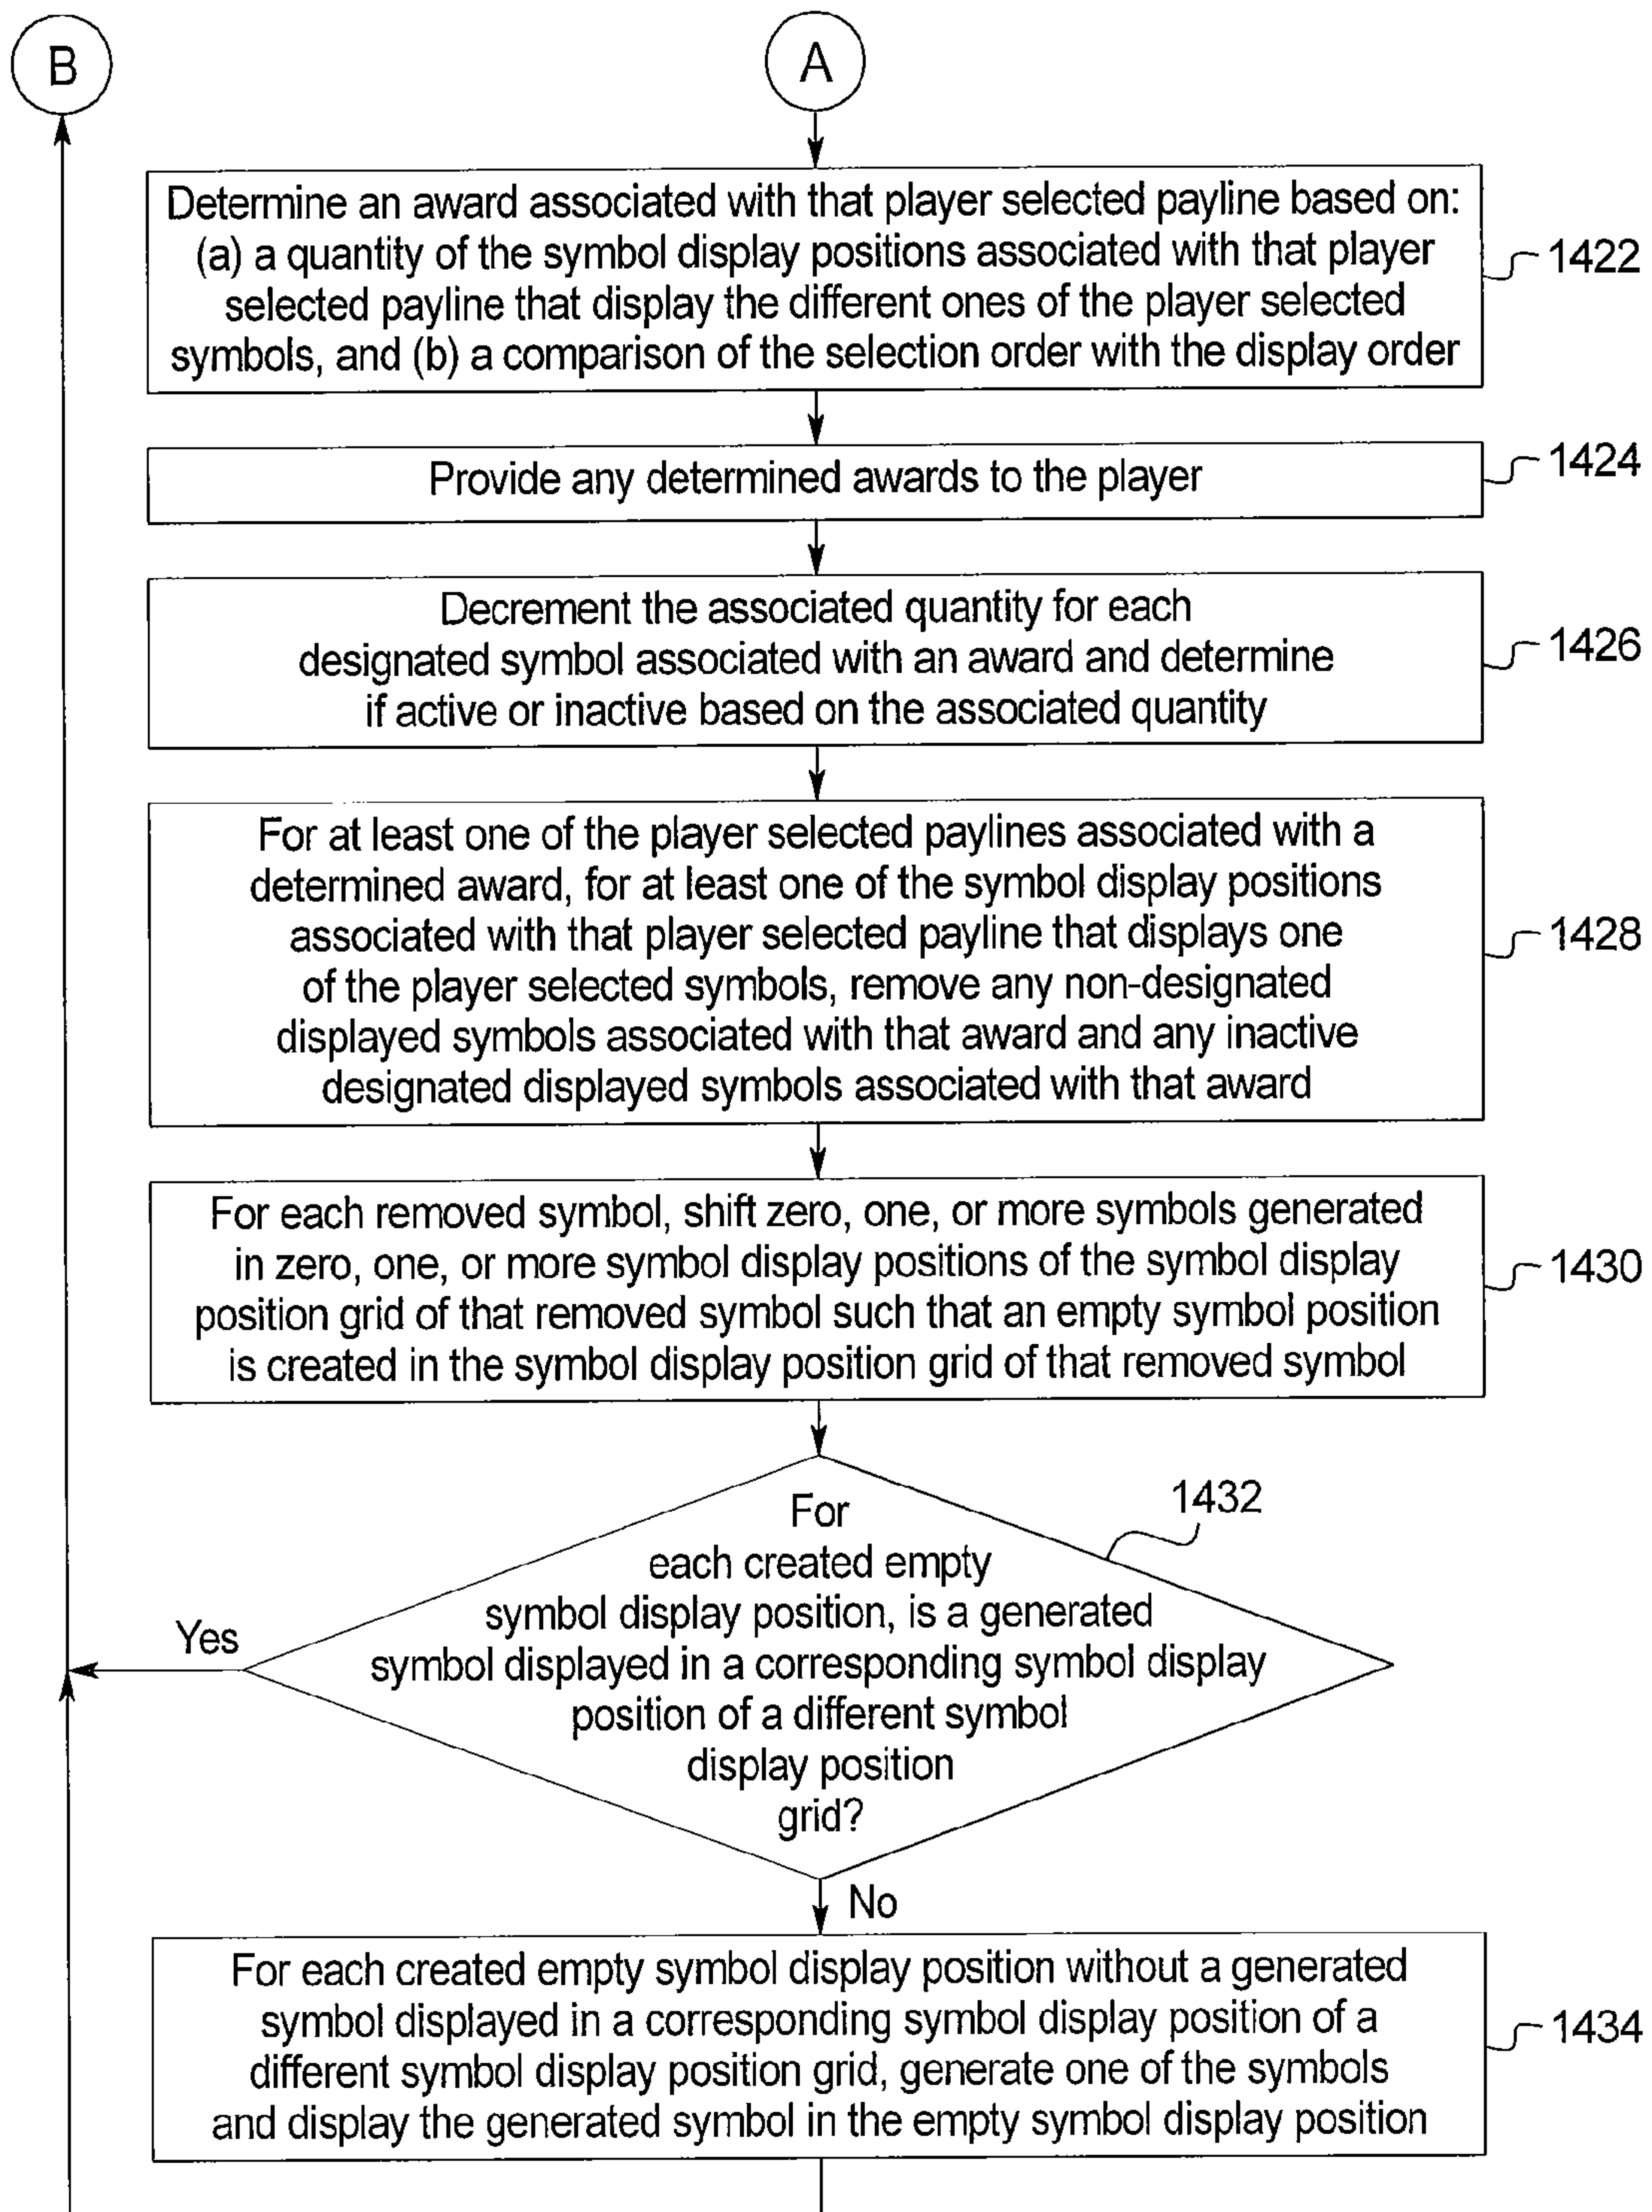 B
A
Determine an award associated with that player selected payline based on:
(a) a quantity of the symbol display positions associated with that player
selected payline that display the different ones of the player selected
symbols, and (b) a comparison of the selection order with the display order
1422
Provide any determined awards to the player
1424
Decrement the associated quantity for each
designated symbol associated with an award and determine
if active or inactive based on the associated quantity
1426
For at least one of the player selected paylines associated with a
determined award, for at least one of the symbol display positions
associated with that player selected payline that displays one
of the player selected symbols, remove any non-designated
displayed symbols associated with that award and any inactive
designated displayed symbols associated with that award
1428
For each removed symbol, shift zero, one, or more symbols generated
in zero, one, or more symbol display positions of the symbol display
position grid of that removed symbol such that an empty symbol position
is created in the symbol display position grid of that removed symbol
1430
1432
For
each created empty
symbol display position, is a generated
symbol displayed in a corresponding symbol display
position of a different symbol
display position
grid?
Yes
No
For each created empty symbol display position without a generated
symbol displayed in a corresponding symbol display position of a
different symbol display position grid, generate one of the symbols
and display the generated symbol in the empty symbol display position
1434